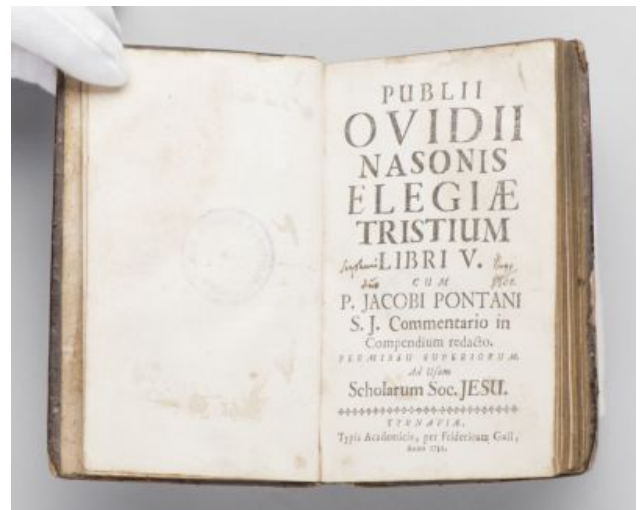 PUBLII
OVIDII
NASONIS
ELEGIÆ
TRISTIUM
LIBRI V.
CUM
P. JACOBI PONTANI
S. J. Commentario in
Compendium redacto.
PERMISSU SUPERIORUM.
Ad Usum
Scholarum Soc. JESU.
TYRNAVIÆ,
Typis Academicis, per Fridericum Gall,
Anno